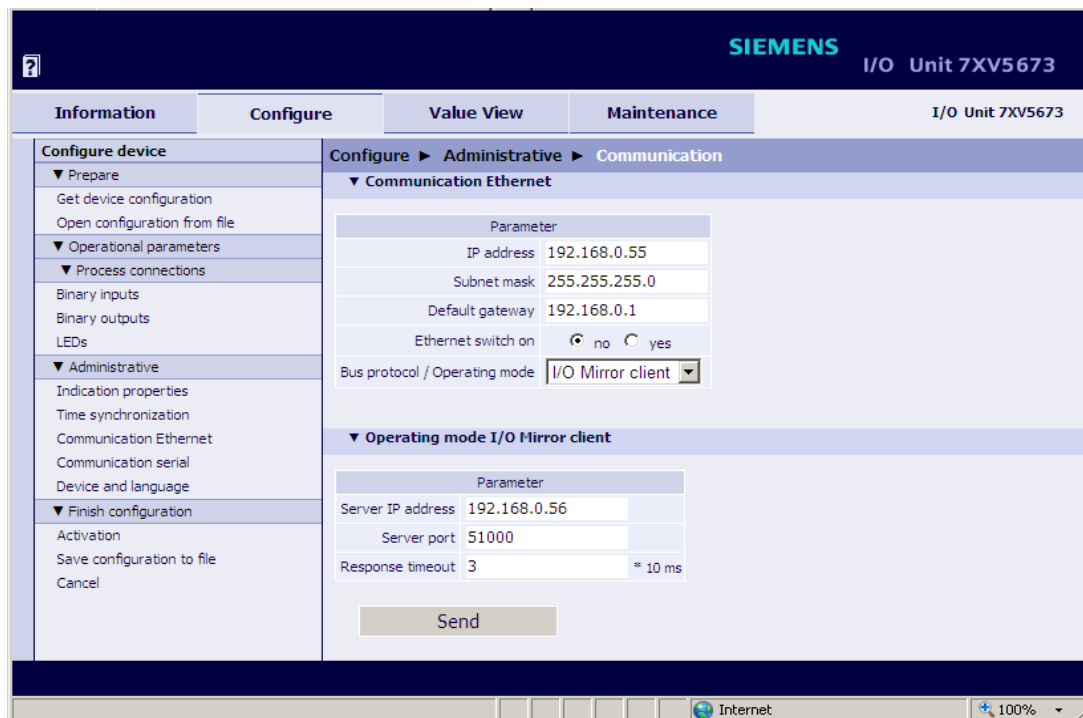 SIEMENS
I/O Unit 7XV5673
Information
Configure
Value View
Maintenance
I/O Unit 7XV5673
Configure device
▼ Prepare
Get device configuration
Open configuration from file
▼ Operational parameters
▼ Process connections
Binary inputs
Binary outputs
LEDs
▼ Administrative
Indication properties
Time synchronization
Communication Ethernet
Communication serial
Device and language
▼ Finish configuration
Activation
Save configuration to file
Cancel
Configure ► Administrative ► Communication
▼ Communication Ethernet
Parameter
IP address 192.168.0.55
Subnet mask 255.255.255.0
Default gateway 192.168.0.1
Ethernet switch on no yes
Bus protocol / Operating mode I/O Mirror client
▼ Operating mode I/O Mirror client
Parameter
Server IP address 192.168.0.56
Server port 51000
Response timeout 3 * 10 ms
Send
Internet
100%